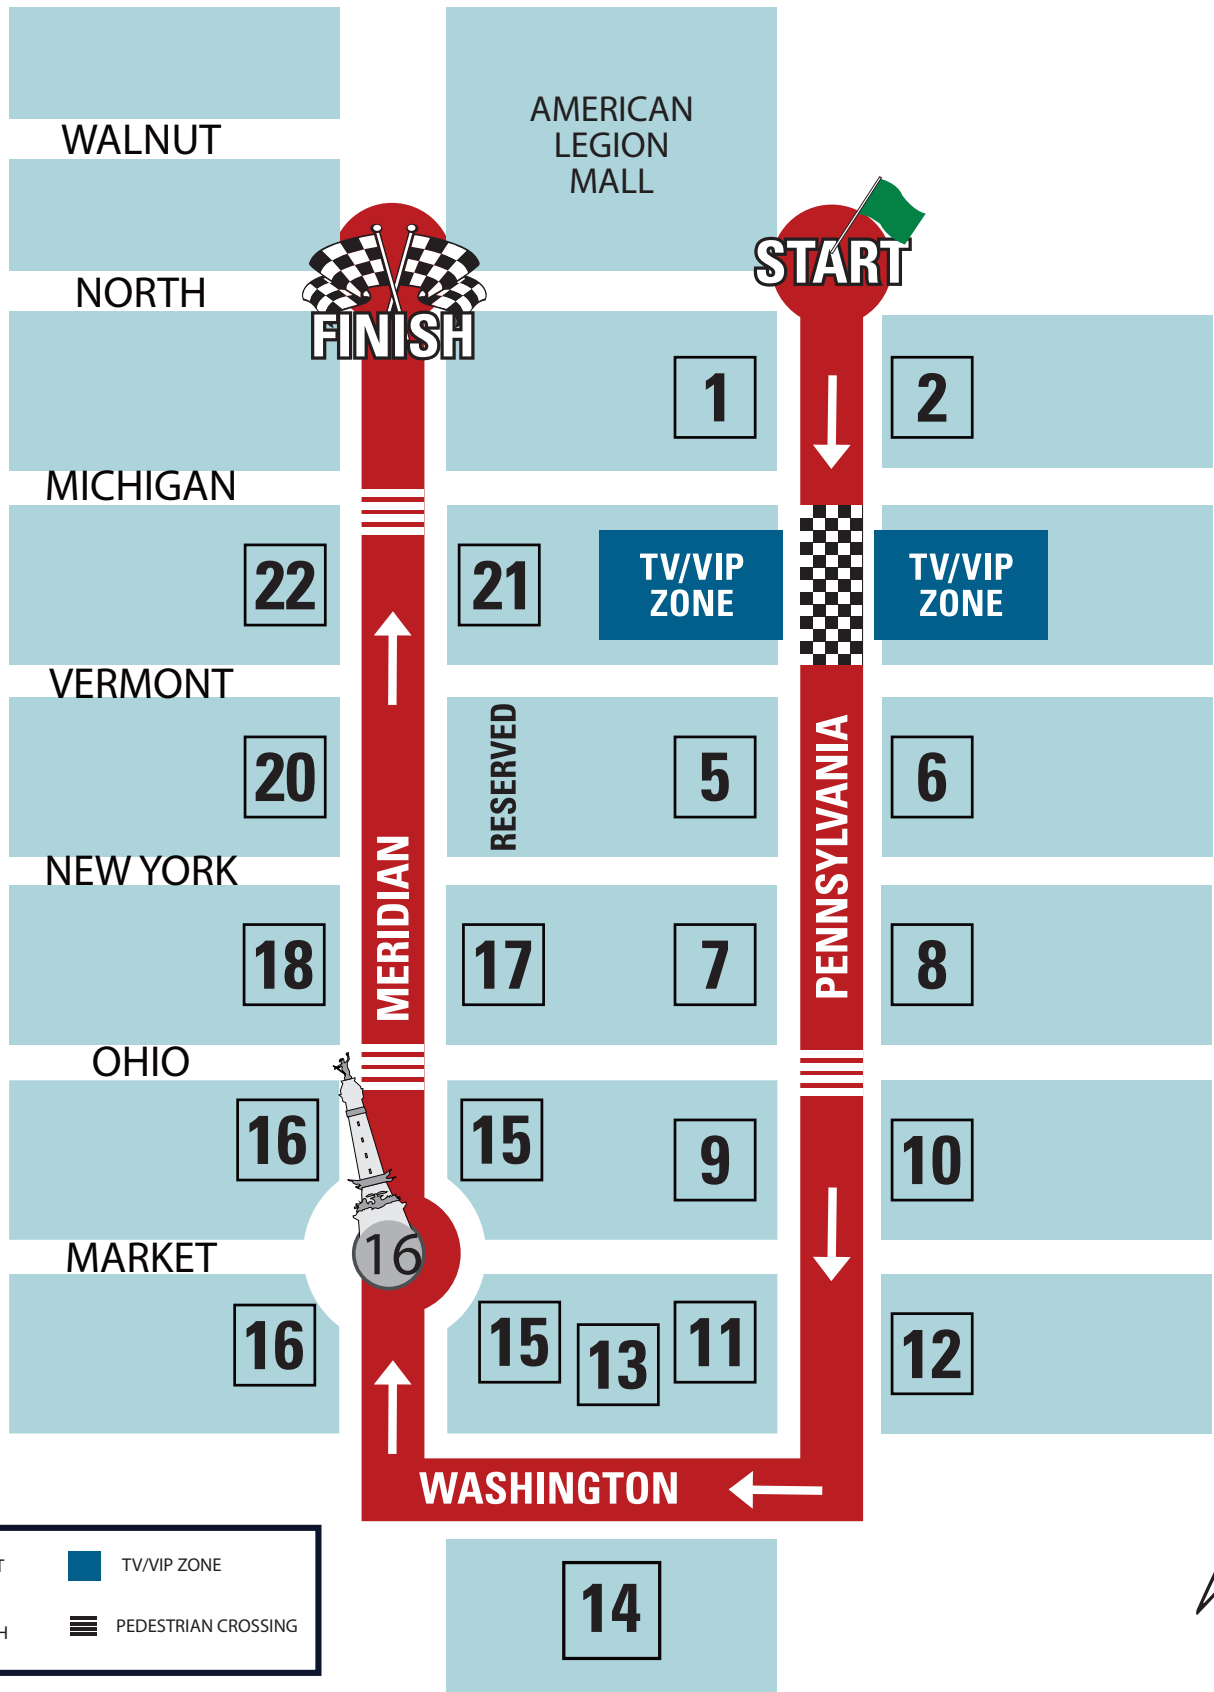 AMERICAN
LEGION
MALL
WALNUT
START
NORTH
FINISH
1
2
MICHIGAN
22
21
TV/VIP
ZONE
TV/VIP
ZONE
VERMONT
20
RESERVED
5
PENNSYLVANIA
6
NEW YORK
MERIDIAN
18
17
7
8
OHIO
16
15
9
10
MARKET
16
16
15
13
11
12
WASHINGTON
T
TV/VIP ZONE
H
PEDESTRIAN CROSSING
14